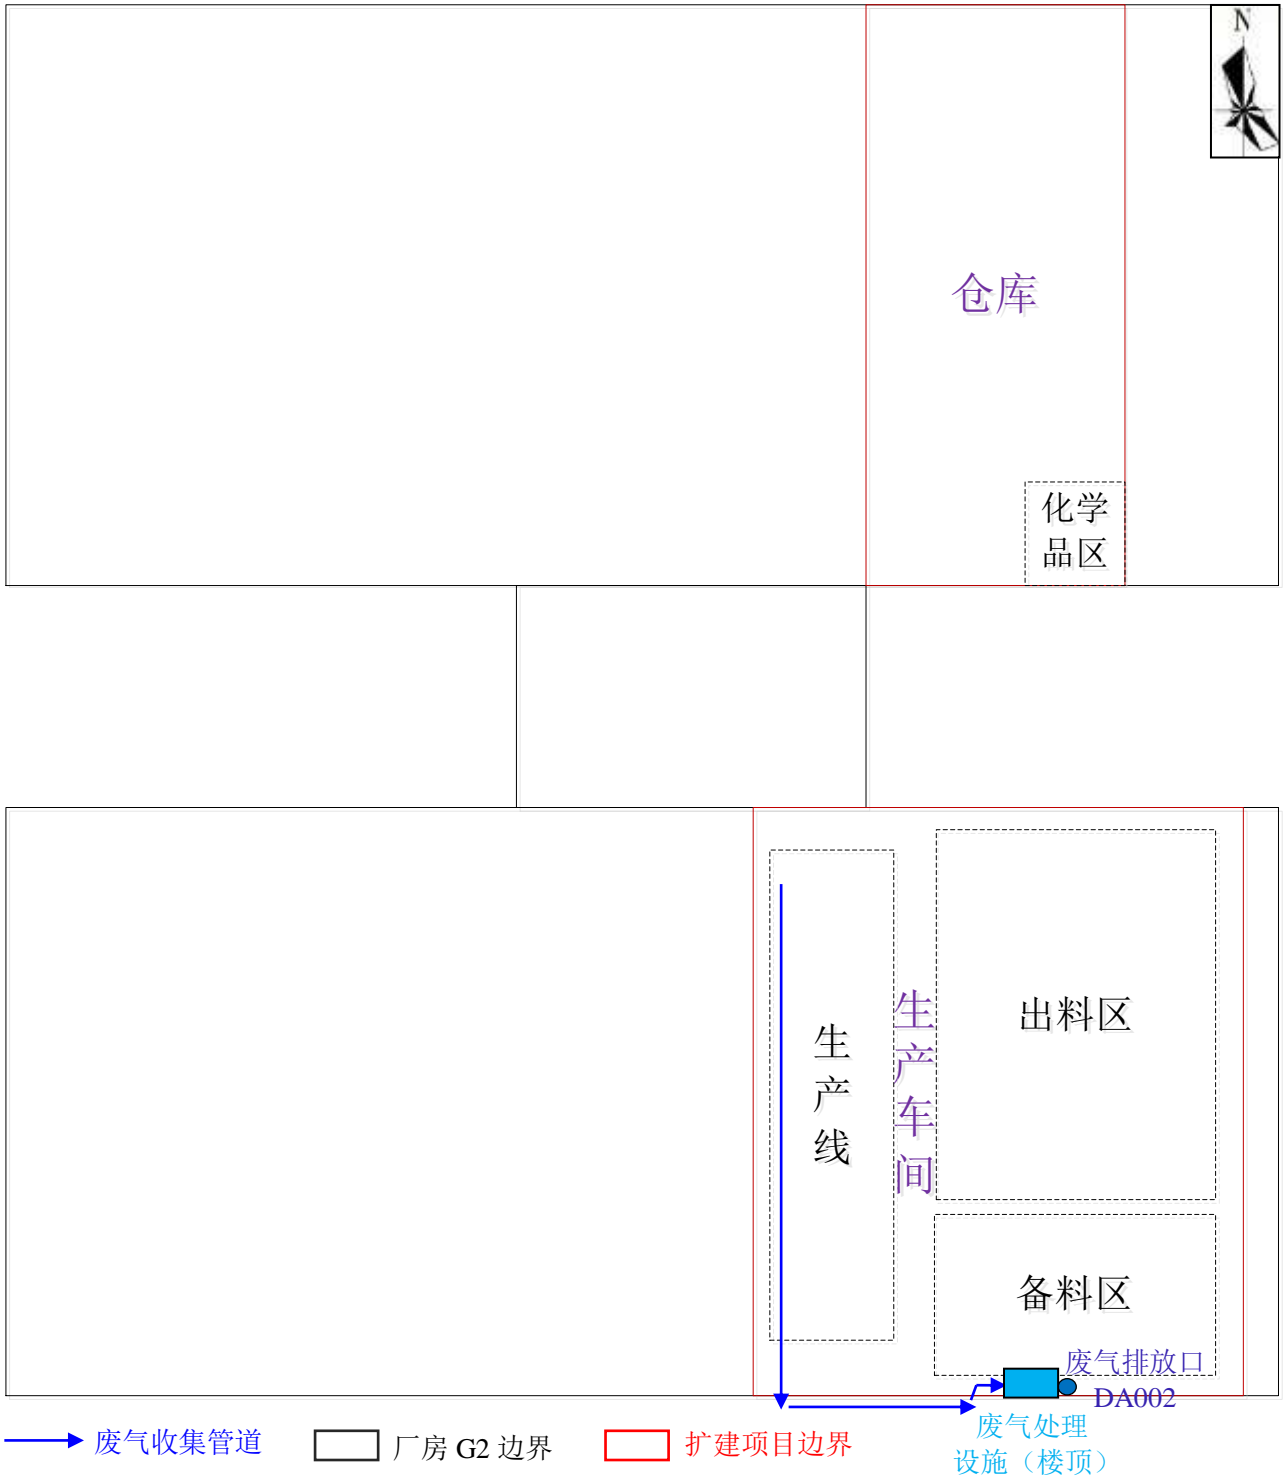 N
仓库
化学
品区
生产线
生产车间
出料区
备料区
废气排放口
DA002
废气处理
设施（楼顶）
废气收集管道
厂房 G2 边界
扩建项目边界